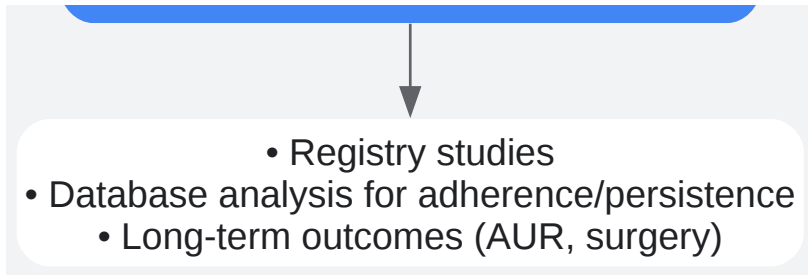 • Registry studies
• Database analysis for adherence/persistence
• Long-term outcomes (AUR, surgery)